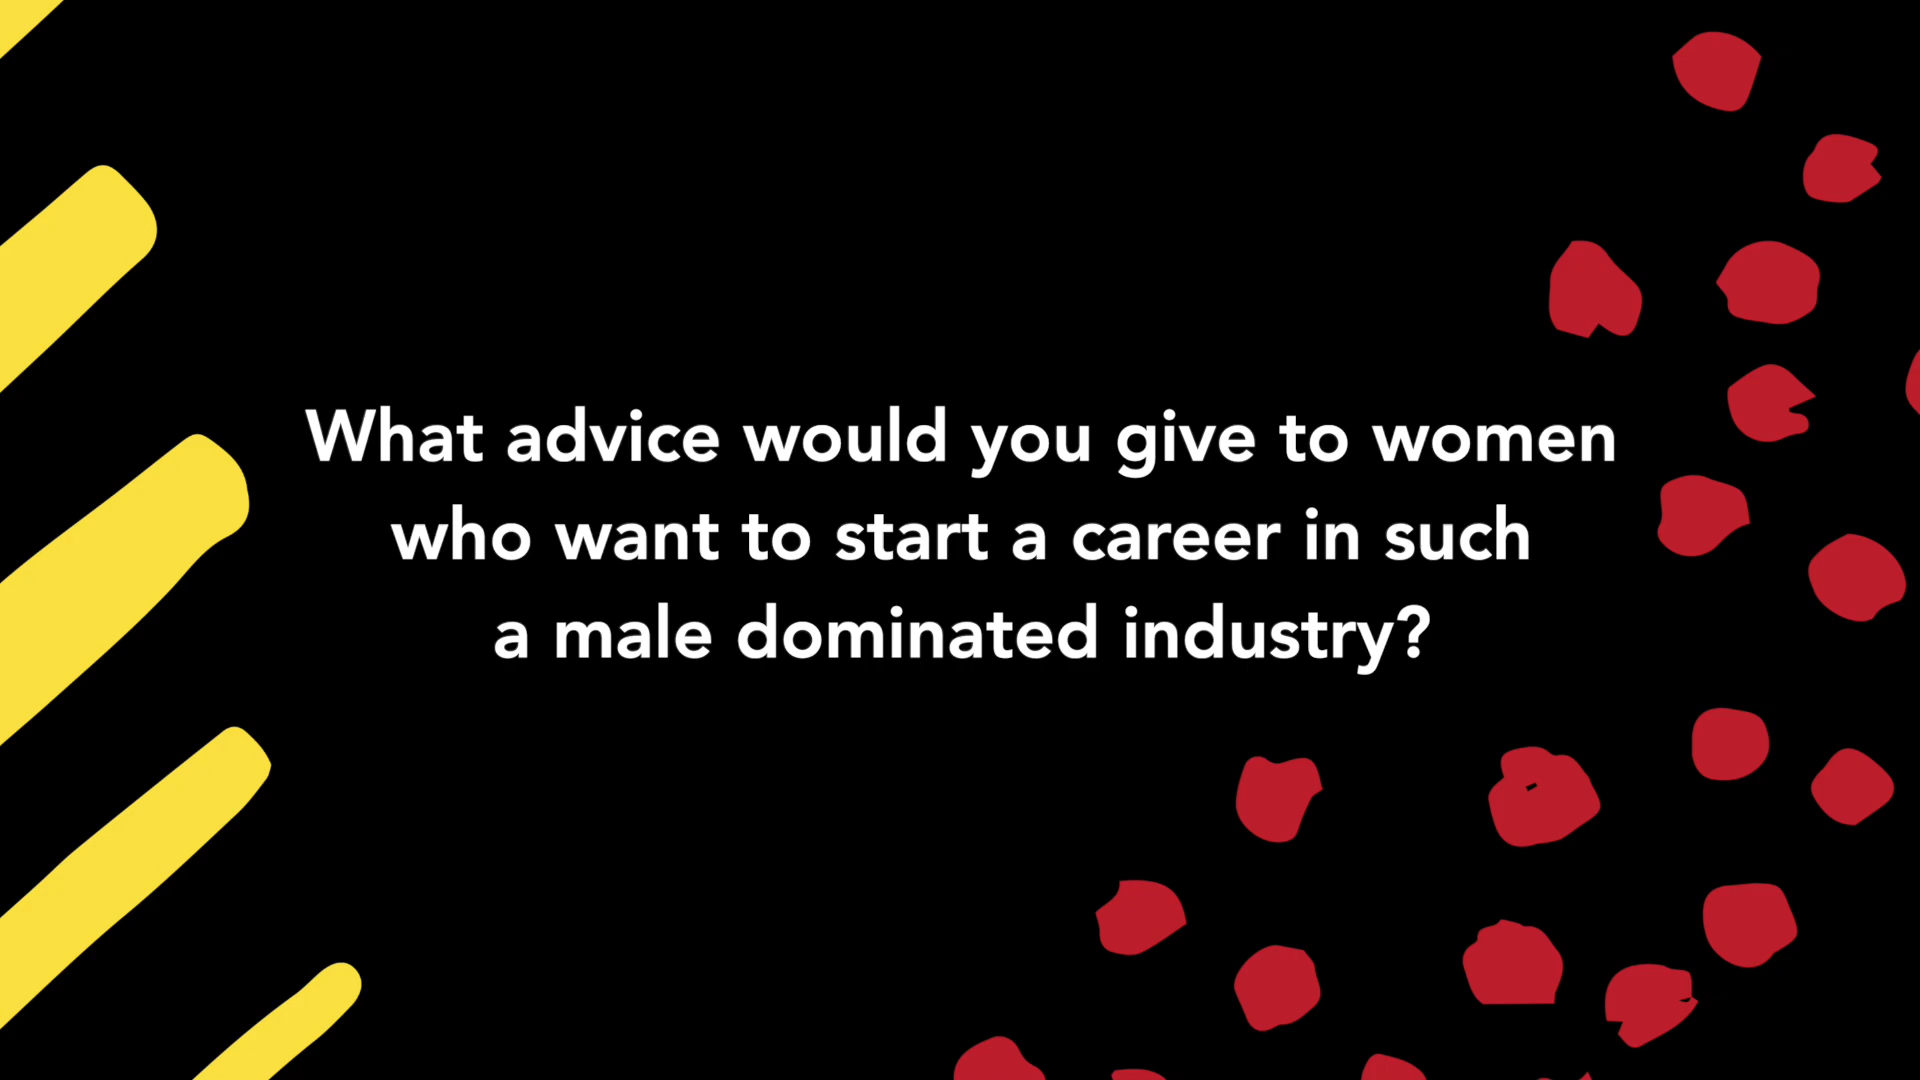 What advice would you give to women
who want to start a career in such
a male dominated industry?